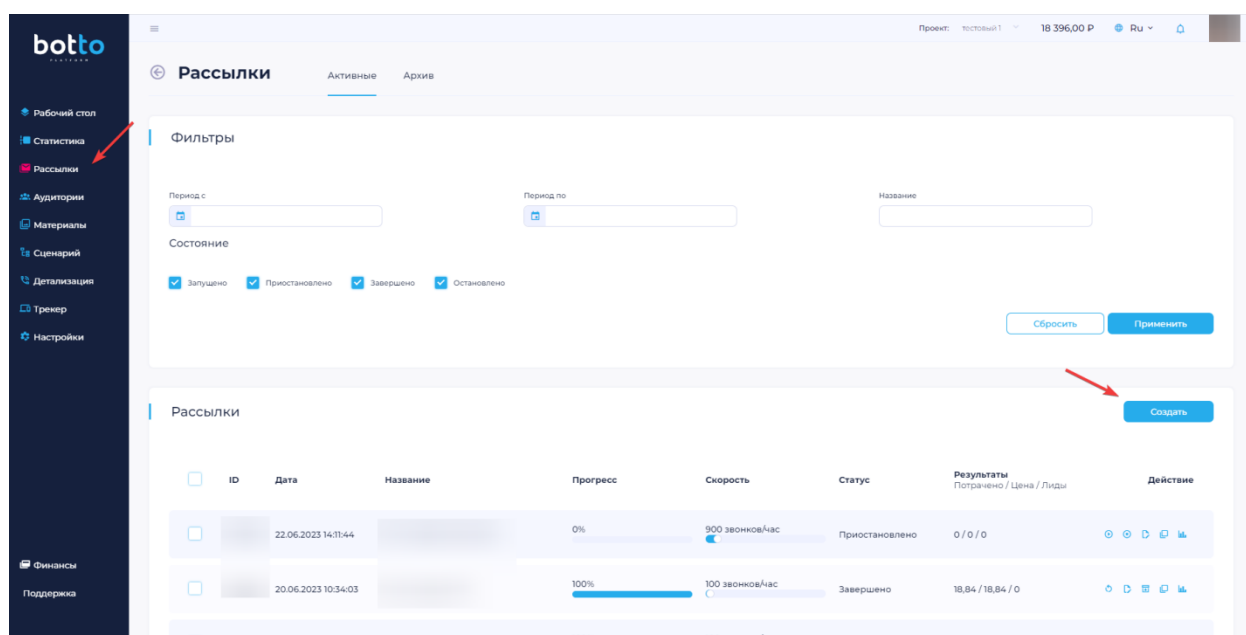 botto
PLATFORM
Проект: тестовый 1
18 396,00 Р
Ru
Рассылки
Активные
Архив
Рабочий стол
Статистика
Рассылки
Аудитории
Материалы
Сценарий
Детализация
Трекер
Настройки
Финансы
Поддержка
Фильтры
Период с
Период по
Название
Состояние
Запущено
Приостановлено
Завершено
Остановлено
Сбросить
Применить
Рассылки
Создать
ID Дата Название Прогресс Скорость Статус Результаты Действие
Потрачено / Цена / Лиды
22.06.2023 14:11:44 0% 900 звонков/час Приостановлено 0 / 0 / 0
20.06.2023 10:34:03 100% 100 звонков/час Завершено 18,84 / 18,84 / 0